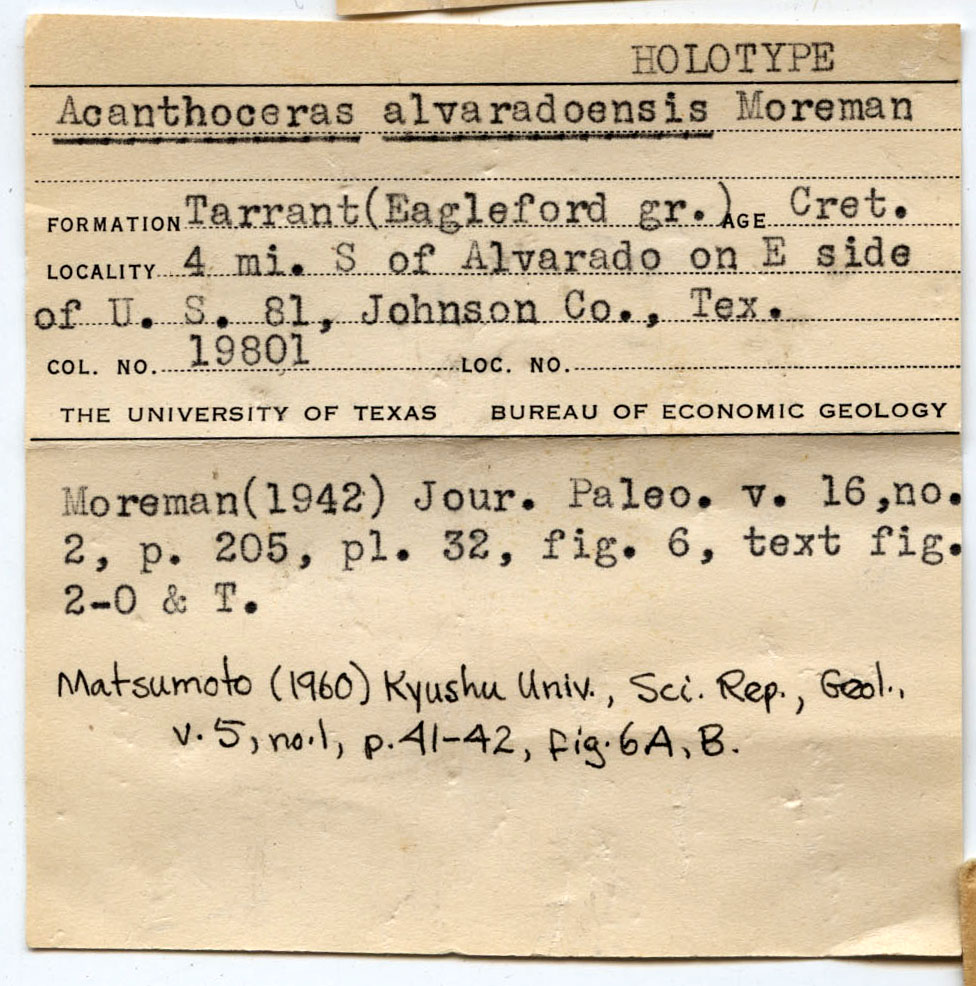 HOLOTYPE
Acanthoceras alvaradoensis Moreman
FORMATION Tarrant(Eagleford gr.) AGE Cret.
LOCALITY 4 mi. S of Alvarado on E side
of U. S. 81, Johnson Co., Tex.
COL. NO. 19801 LOC. NO.
THE UNIVERSITY OF TEXAS BUREAU OF ECONOMIC GEOLOGY
Moreman(1942) Jour. Paleo. v. 16,no.
2, p. 205, pl. 32, fig. 6, text fig.
2-O & T.
Matsumoto (1960) Kyushu Univ., Sci. Rep., Geol.,
v. 5, no. 1, p. 41-42, fig. 6A, B.